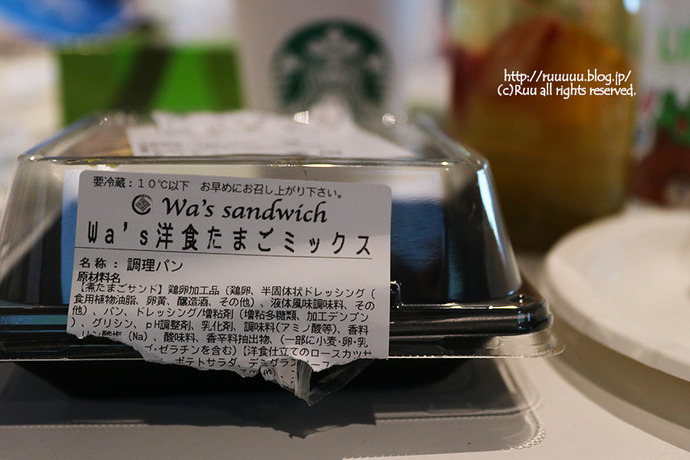 http://ruuuuu.blog.jp/
(c)Ruu all rights reserved.
要冷蔵:10℃以下 お早めにお召し上がり下さい。
Wa's sandwich
Wa's洋食たまごミックス
名称:調理パン
原材料名
【煮たまごサンド】鶏卵加工品(鶏卵、半固体状ドレッシング(
食用植物油脂、卵黄、醸造酒、その他)、液体風味調味料、その
他)、パン、ドレッシング/増粘剤(増粘多糖類、加工デンプン
)、グリシン、pH調整剤、乳化剤、調味料(アミノ酸等)、香料
リン酸塩(Na)、酸味料、香辛料抽出物、(一部に小麦・卵・乳
ゼラチンを含む)【洋食仕立てのロースカツサ
ポテトサラダ、デ